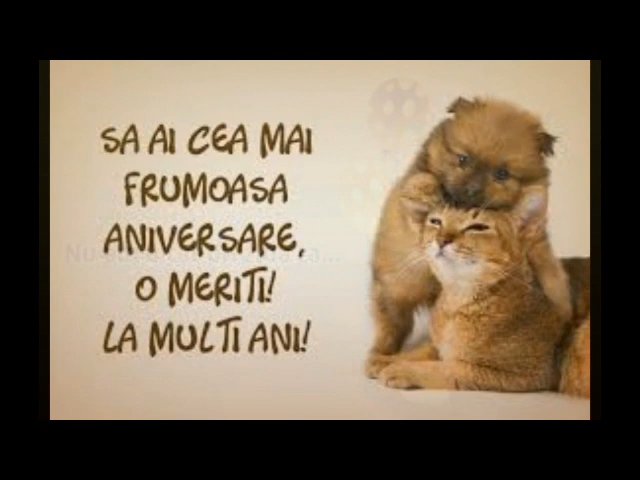 SA AI CEA MAI
FRUMOASA
ANIVERSARE,
O MERITI!
LA MULTI ANI!